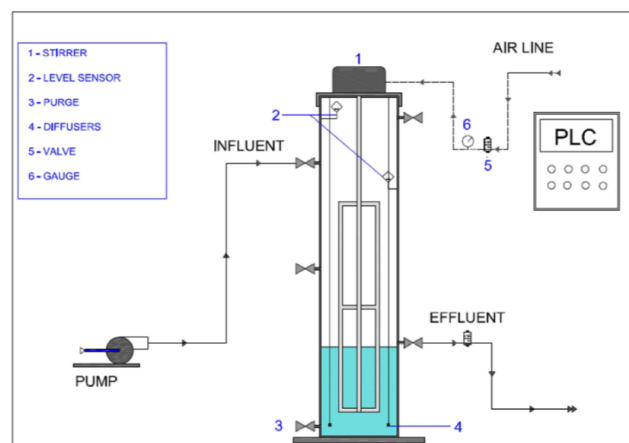 1 - STIRRER
2 - LEVEL SENSOR
3 - PURGE
4 - DIFFUSERS
5 - VALVE
6 - GAUGE
1
AIR LINE
2
6
5
PLC
INFLUENT
EFFLUENT
PUMP
3
4